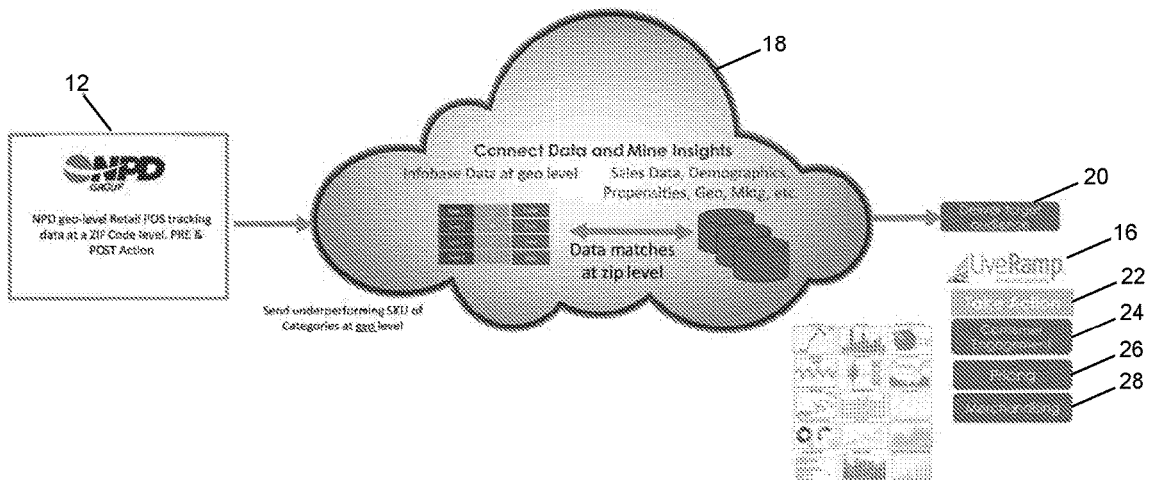 12
18
NPD
GROUP
NPD geo-level Retail POS tracking
data at a ZIP Code level. PRE &
POST Action
Connect Data and Mine Insights
Infobase Data at geo level
Sales Data, Demographics,
Propensities, Geo, Mktg, etc.
Data matches
at zip level
Send underperforming SKU of
Categories at geo level
20
LiveRamp
16
22
24
Pricing
26
28